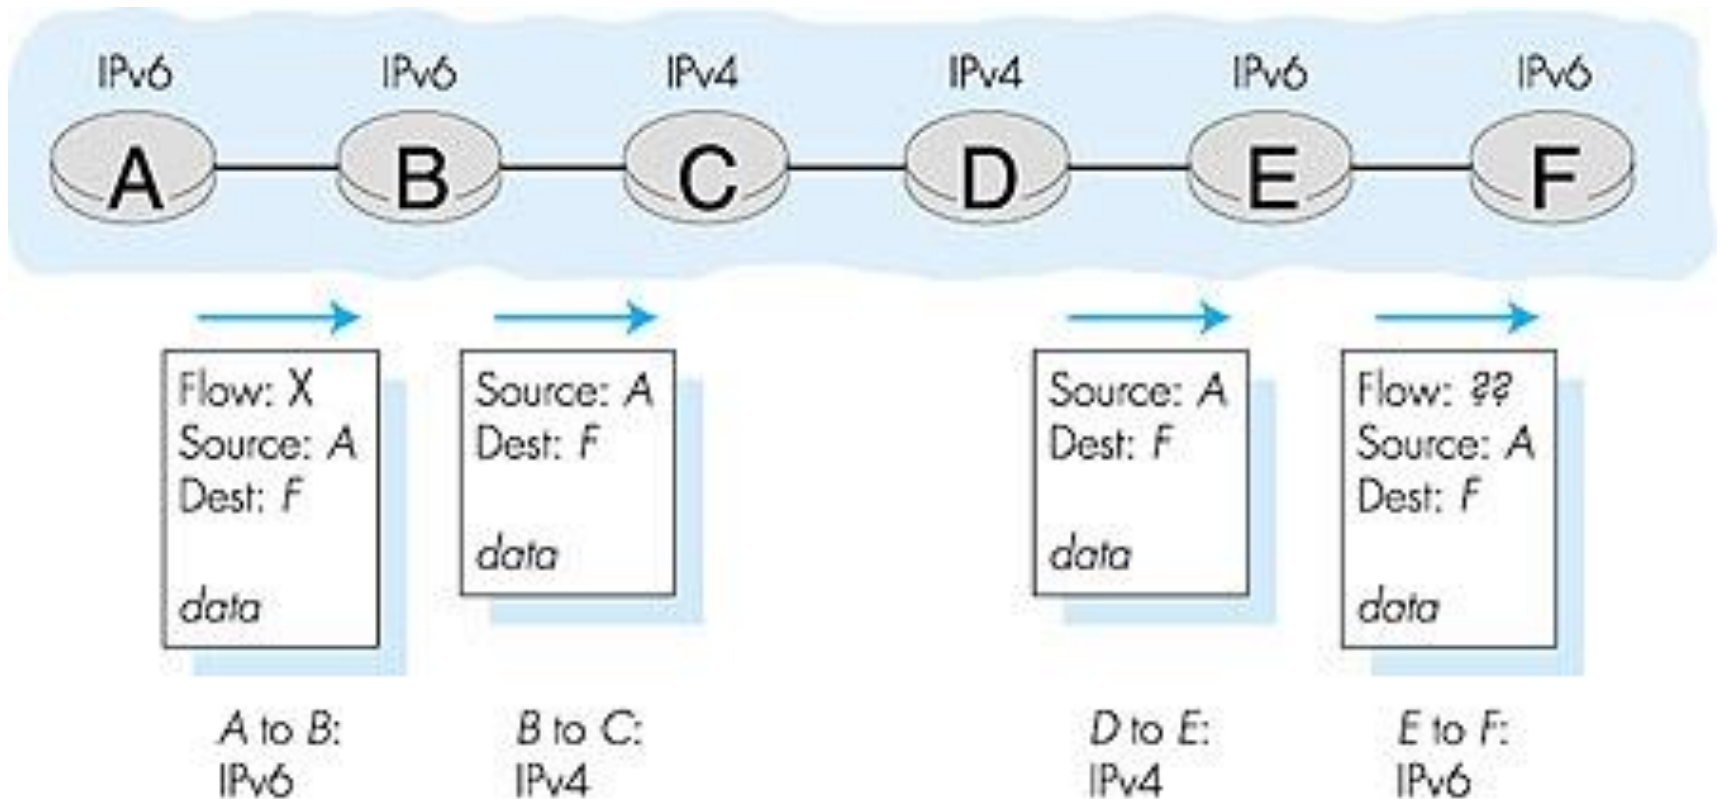 IPv6 IPv6 IPv4 IPv4 IPv6 IPv6
A B C D E F
Flow: X
Source: A
Dest: F
data
Source: A
Dest: F
data
Source: A
Dest: F
data
Flow: ??
Source: A
Dest: F
data
A to B:
IPv6
B to C:
IPv4
D to E:
IPv4
E to F:
IPv6